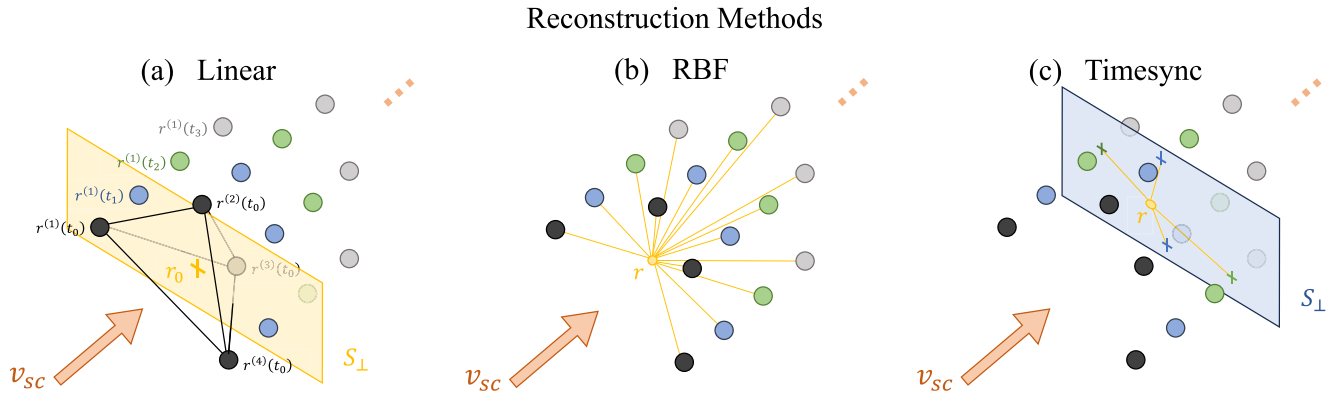 Reconstruction Methods
(a) Linear
r⁽¹⁾(t₃)
r⁽¹⁾(t₂)
r⁽¹⁾(t₁)
r⁽²⁾(t₀)
r⁽¹⁾(t₀)
r₀
r⁽³⁾(t₀)
S⊥
r⁽⁴⁾(t₀)
v_sc
(b) RBF
r
v_sc
(c) Timesync
r
S⊥
v_sc